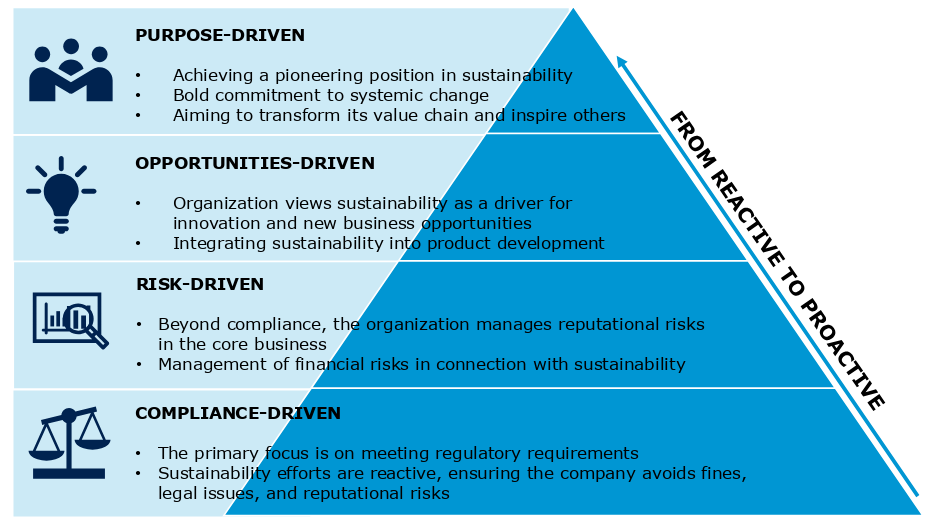 PURPOSE-DRIVEN
• Achieving a pioneering position in sustainability
• Bold commitment to systemic change
• Aiming to transform its value chain and inspire others
OPPORTUNITIES-DRIVEN
• Organization views sustainability as a driver for
innovation and new business opportunities
• Integrating sustainability into product development
RISK-DRIVEN
• Beyond compliance, the organization manages reputational risks
in the core business
• Management of financial risks in connection with sustainability
COMPLIANCE-DRIVEN
• The primary focus is on meeting regulatory requirements
• Sustainability efforts are reactive, ensuring the company avoids fines,
legal issues, and reputational risks
FROM REACTIVE TO PROACTIVE